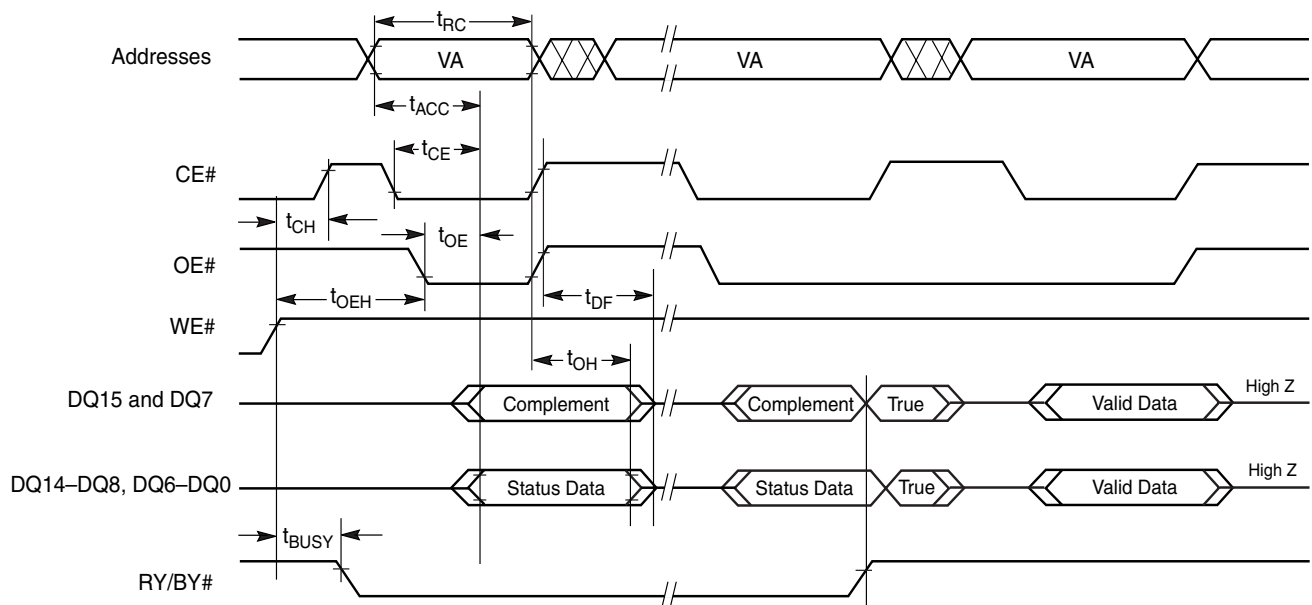 tRC
Addresses VA VA VA
tACC
tCE
CE#
tCH
tOE
OE#
tOEH
tDF
WE#
tOH
DQ15 and DQ7 Complement Complement True Valid Data High Z
DQ14–DQ8, DQ6–DQ0 Status Data Status Data True Valid Data High Z
tBUSY
RY/BY#